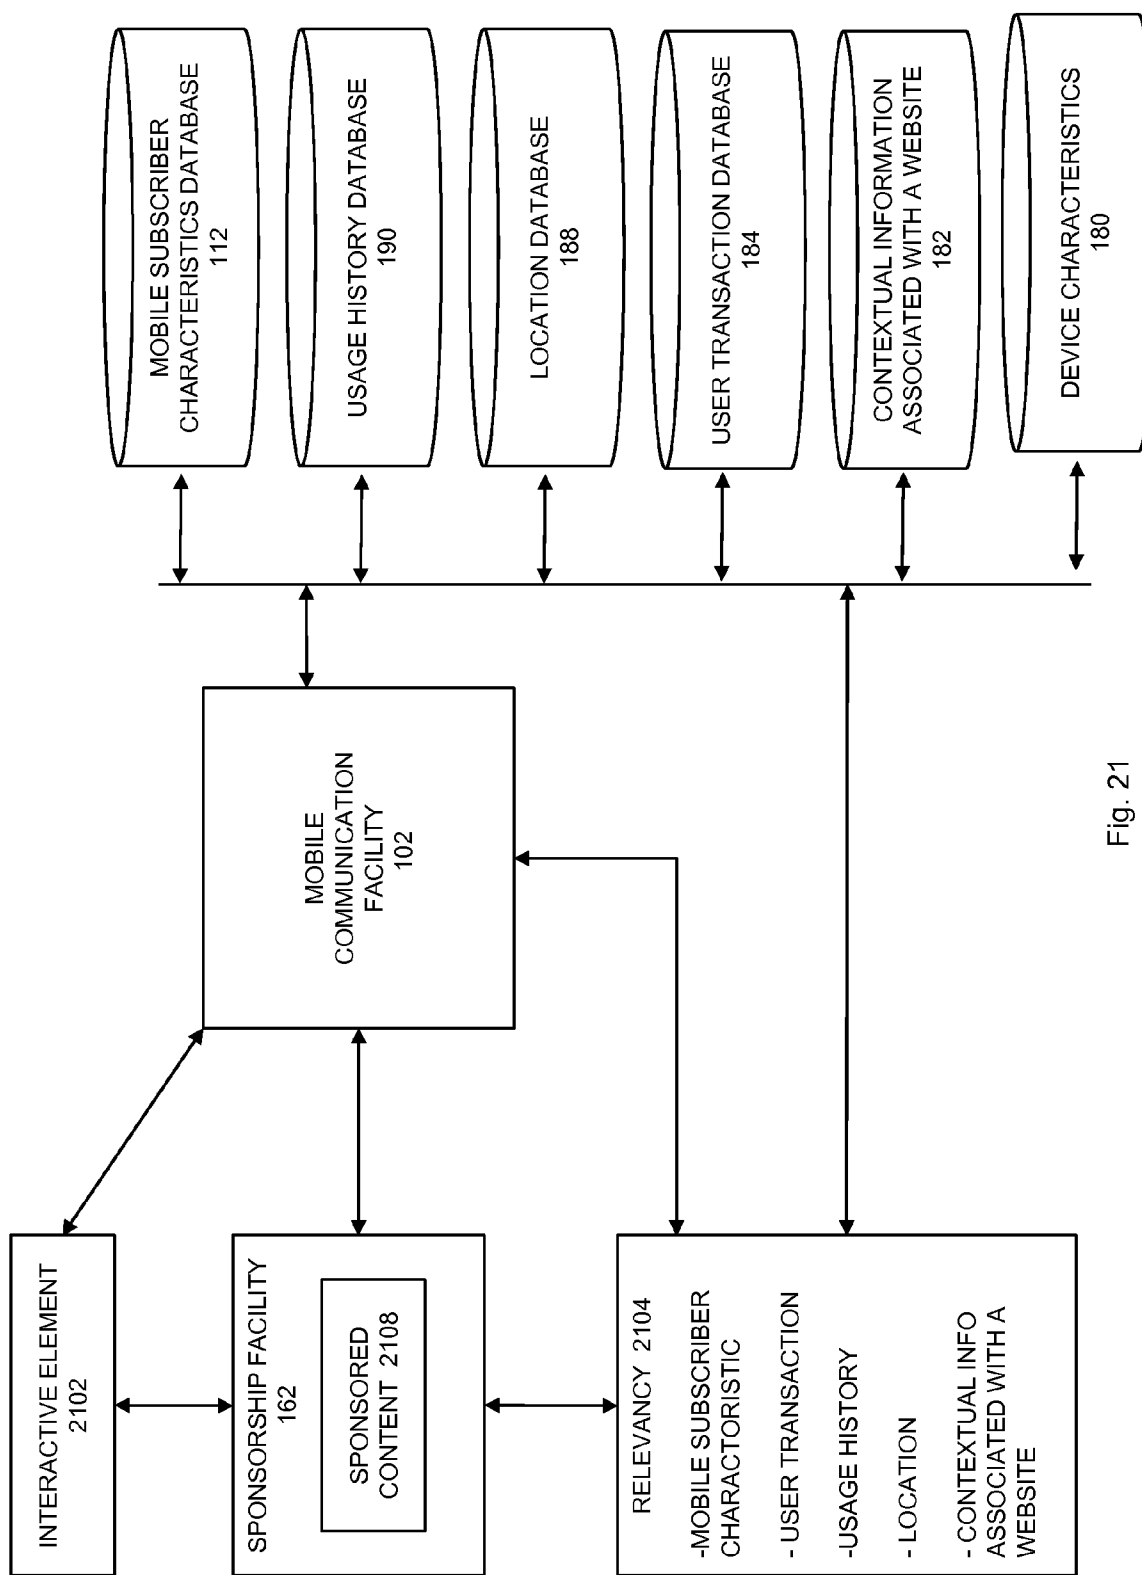 INTERACTIVE ELEMENT
2102
SPONSORSHIP FACILITY
162
SPONSORED
CONTENT 2108
RELEVANCY 2104
-MOBILE SUBSCRIBER
CHARACTORISTIC
- USER TRANSACTION
-USAGE HISTORY
- LOCATION
- CONTEXTUAL INFO
ASSOCIATED WITH A
WEBSITE
MOBILE
COMMUNICATION
FACILITY
102
MOBILE SUBSCRIBER
CHARACTERISTICS DATABASE
112
USAGE HISTORY DATABASE
190
LOCATION DATABASE
188
USER TRANSACTION DATABASE
184
CONTEXTUAL INFORMATION
ASSOCIATED WITH A WEBSITE
182
DEVICE CHARACTERISTICS
180
Fig. 21